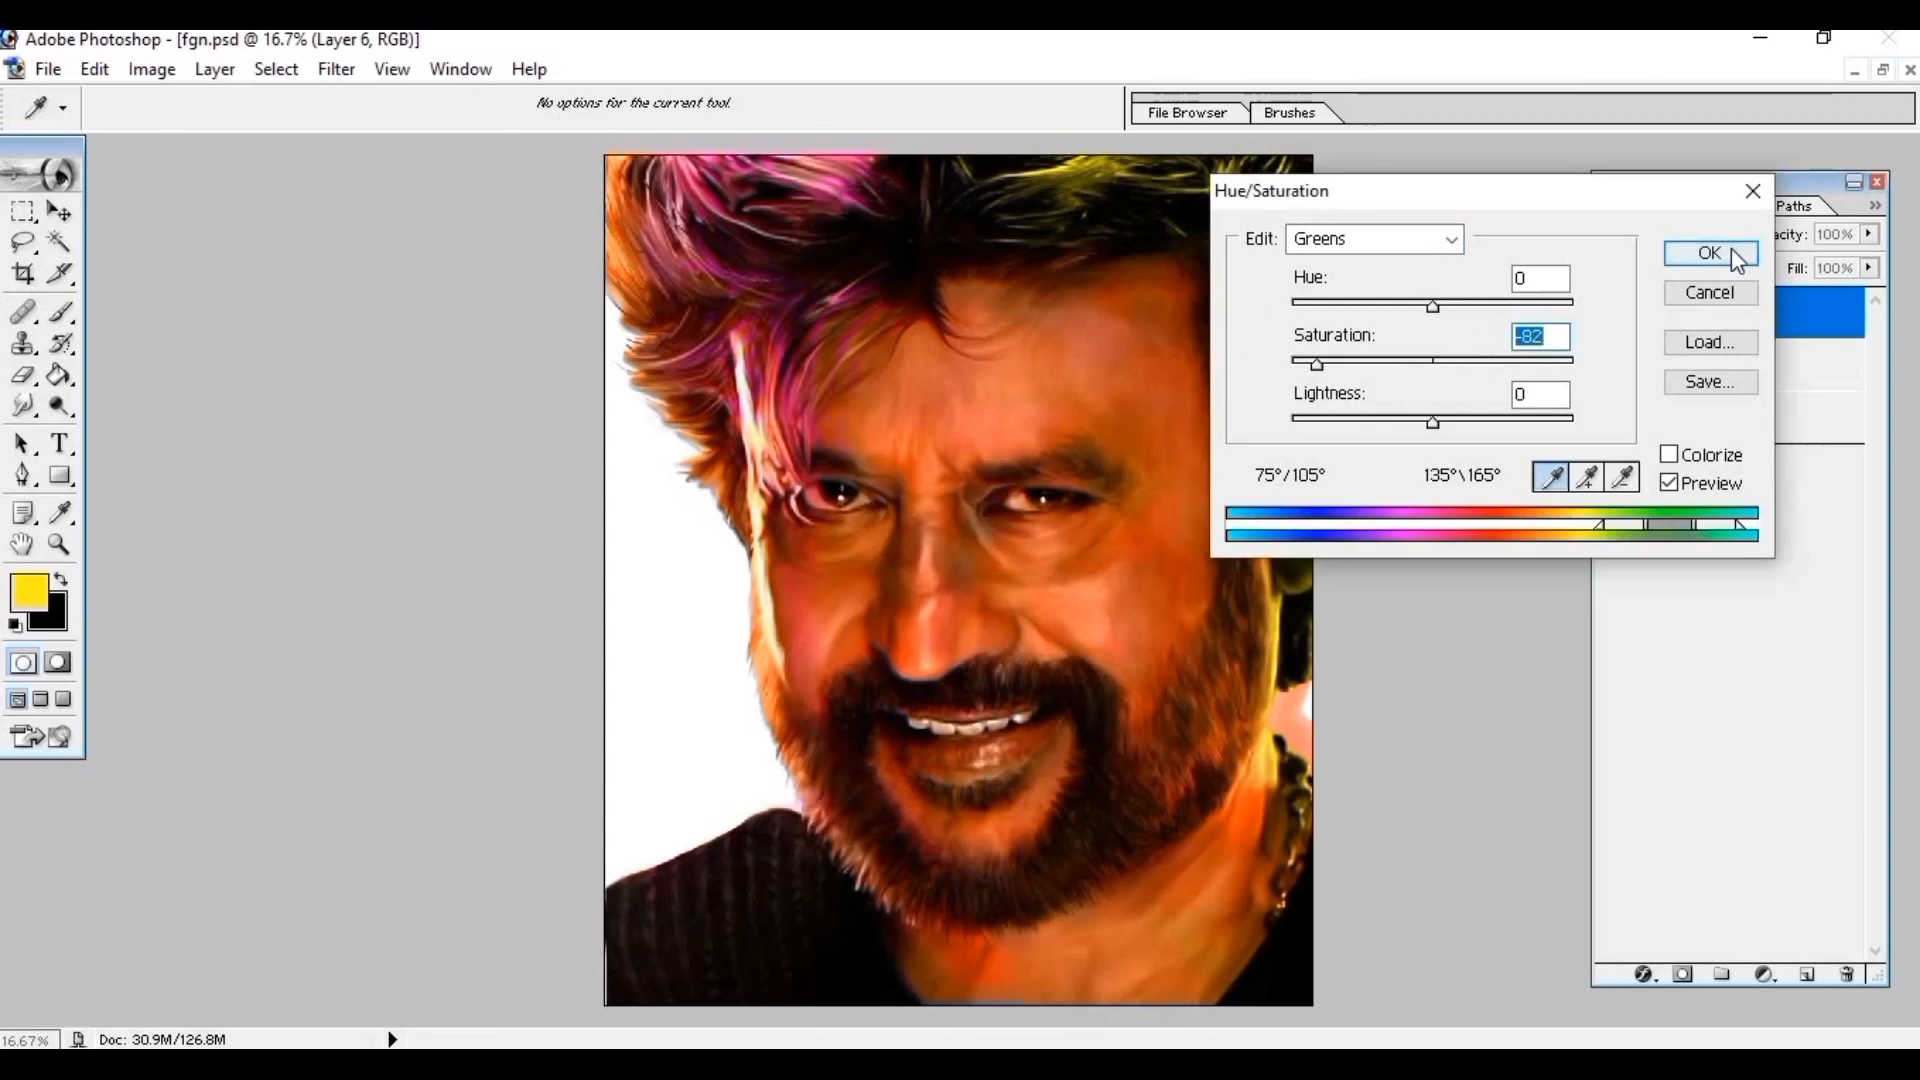 Adobe Photoshop - [fgn.psd @ 16.7% (Layer 6, RGB)]
File Edit Image Layer Select Filter View Window Help
No options for the current tool.
File Browser Brushes
Hue/Saturation
Paths
Edit: Greens
OK
acity: 100%
Hue: 0
Cancel
Fill: 100%
Saturation: -82
Load...
Save...
Lightness: 0
Colorize
75°/105° 135°\165°
Preview
T
16.67% Doc: 30.9M/126.8M